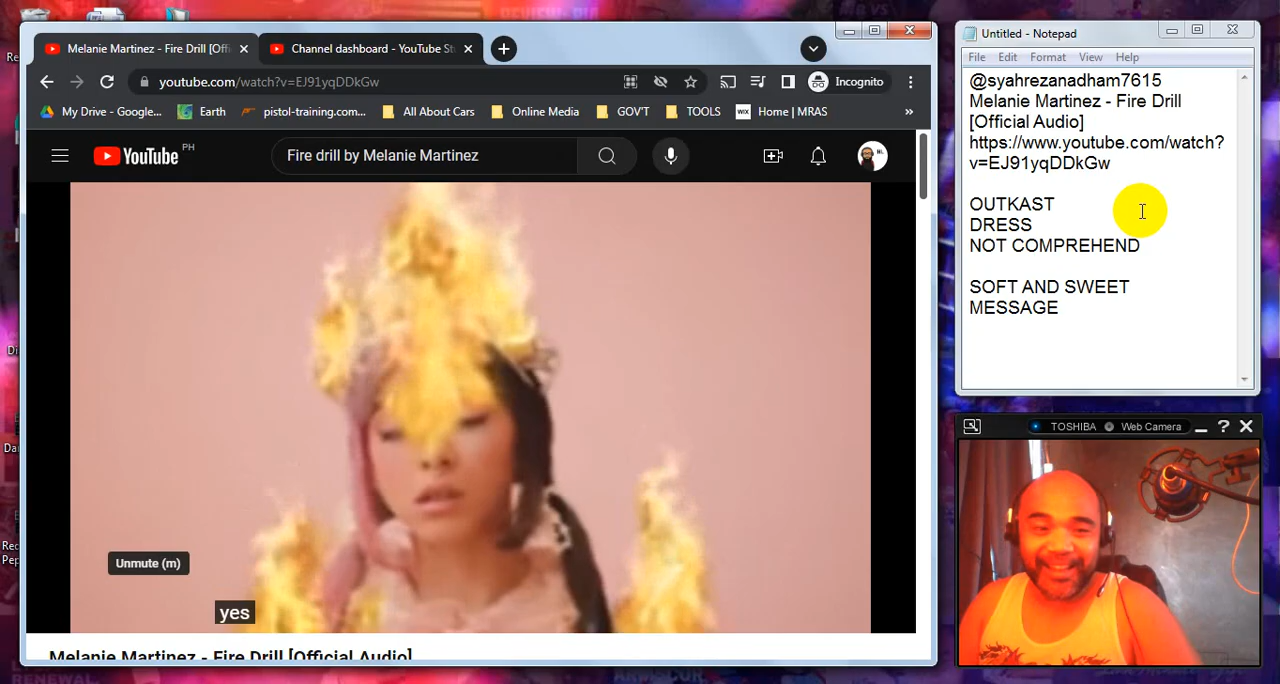 Melanie Martinez - Fire Drill [Offi
Channel dashboard - YouTube St
youtube.com/watch?v=EJ91yqDDkGw
Incognito
My Drive - Google...
Earth
pistol-training.com...
All About Cars
Online Media
GOV'T
TOOLS
WIX
Home | MRAS
»
YouTube PH
Fire drill by Melanie Martinez
Unmute (m)
yes
Melanie Martinez - Fire Drill [Official Audio]
Untitled - Notepad
File Edit Format View Help
@syahrezanadham7615
Melanie Martinez - Fire Drill
[Official Audio]
https://www.youtube.com/watch?
v=EJ91yqDDkGw
OUTKAST
DRESS
NOT COMPREHEND
SOFT AND SWEET
MESSAGE
TOSHIBA Web Camera